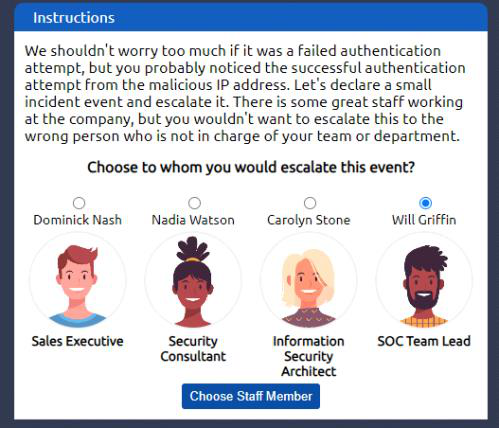 Instructions
We shouldn't worry too much if it was a failed authentication
attempt, but you probably noticed the successful authentication
attempt from the malicious IP address. Let's declare a small
incident event and escalate it. There is some great staff working
at the company, but you wouldn't want to escalate this to the
wrong person who is not in charge of your team or department.
Choose to whom you would escalate this event?
Dominick Nash
Nadia Watson
Carolyn Stone
Will Griffin
Sales Executive
Security
Consultant
Information
Security
Architect
SOC Team Lead
Choose Staff Member